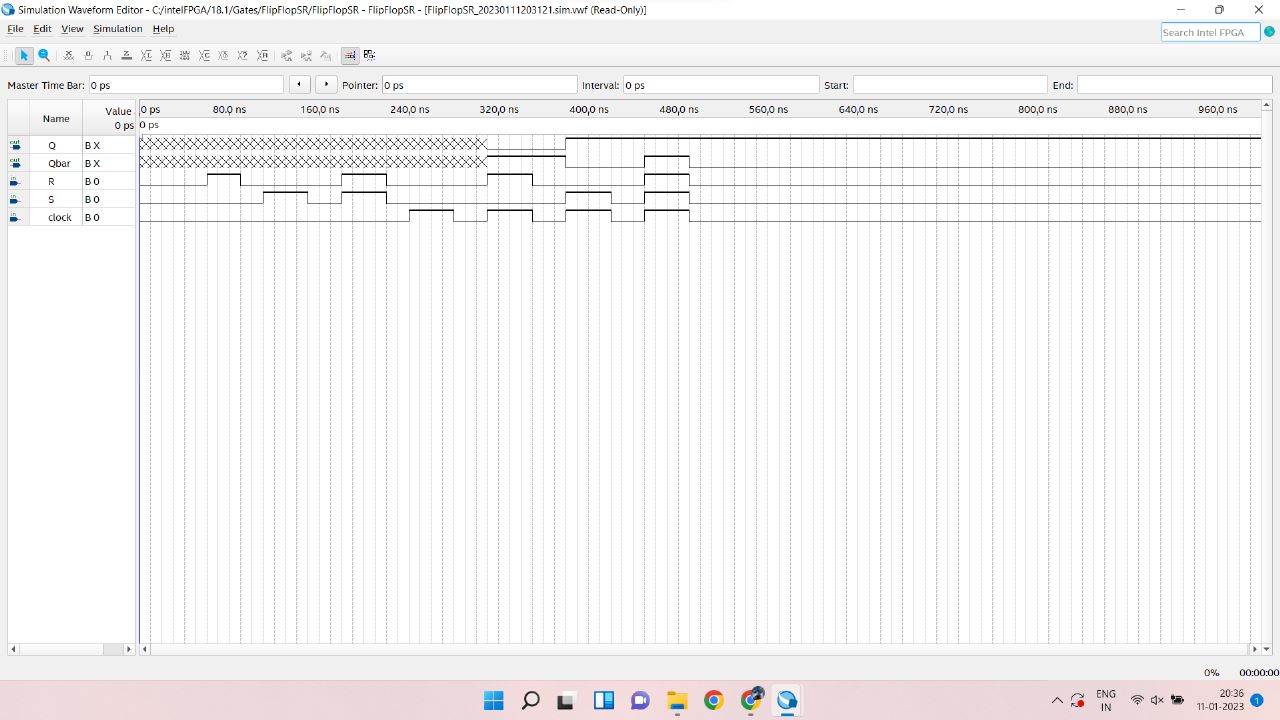 Simulation Waveform Editor - C:/intelFPGA/18.1/Gates/FlipFlopSR/FlipFlopSR - FlipFlopSR - [FlipFlopSR_20230111203121.sim.vwf (Read-Only)]
File Edit View Simulation Help
Search Intel FPGA
Master Time Bar: 0 ps Pointer: 0 ps Interval: 0 ps Start: End:
Name Value 0 ps
0 ps 80,0 ns 160,0 ns 240,0 ns 320,0 ns 400,0 ns 480,0 ns 560,0 ns 640,0 ns 720,0 ns 800,0 ns 880,0 ns 960,0 ns
0 ps
out Q B X
out Qbar B X
in R B 0
in S B 0
in clock B 0
0% 00:00:00
ENG IN
20:36
11-01-2023
1